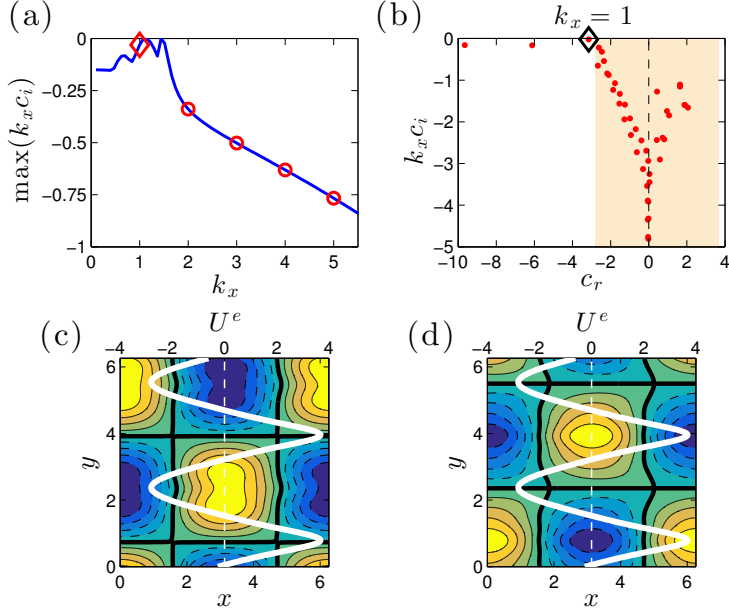 (a)
max(k_x c_i)
0
−0.25
−0.5
−0.75
−1
0 1 2 3 4 5
k_x
(b)
k_x = 1
k_x c_i
0
−1
−2
−3
−4
−5
−10 −8 −6 −4 −2 0 2 4
c_r
(c)
U^e
−4 −2 0 2 4
y
6
4
2
0
0 2 4 6
x
(d)
U^e
−4 −2 0 2 4
y
6
4
2
0
0 2 4 6
x